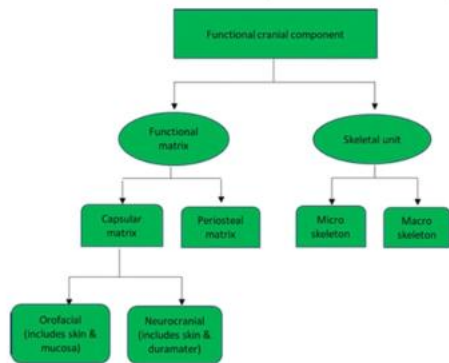 Functional cranial component
Functional
matrix
Skeletal unit
Capsular
matrix
Periosteal
matrix
Micro
skeleton
Macro
skeleton
Orofacial
(includes skin &
mucosa)
Neurocranial
(includes skin &
duramater)